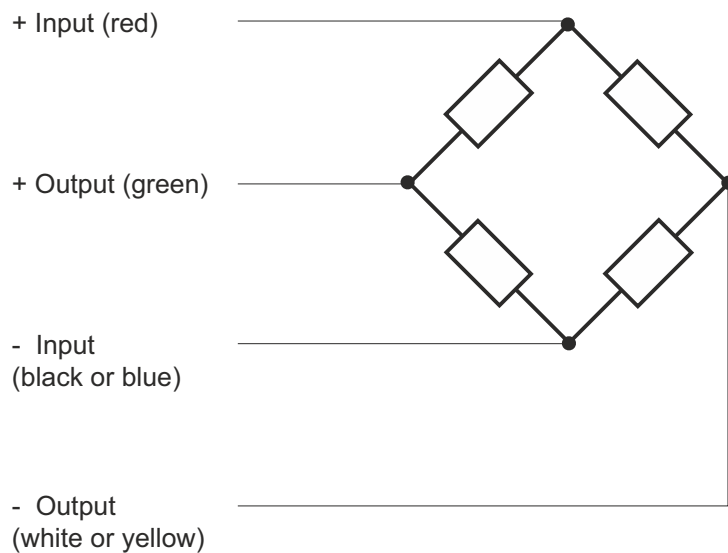 + Input (red)
+ Output (green)
- Input
(black or blue)
- Output
(white or yellow)